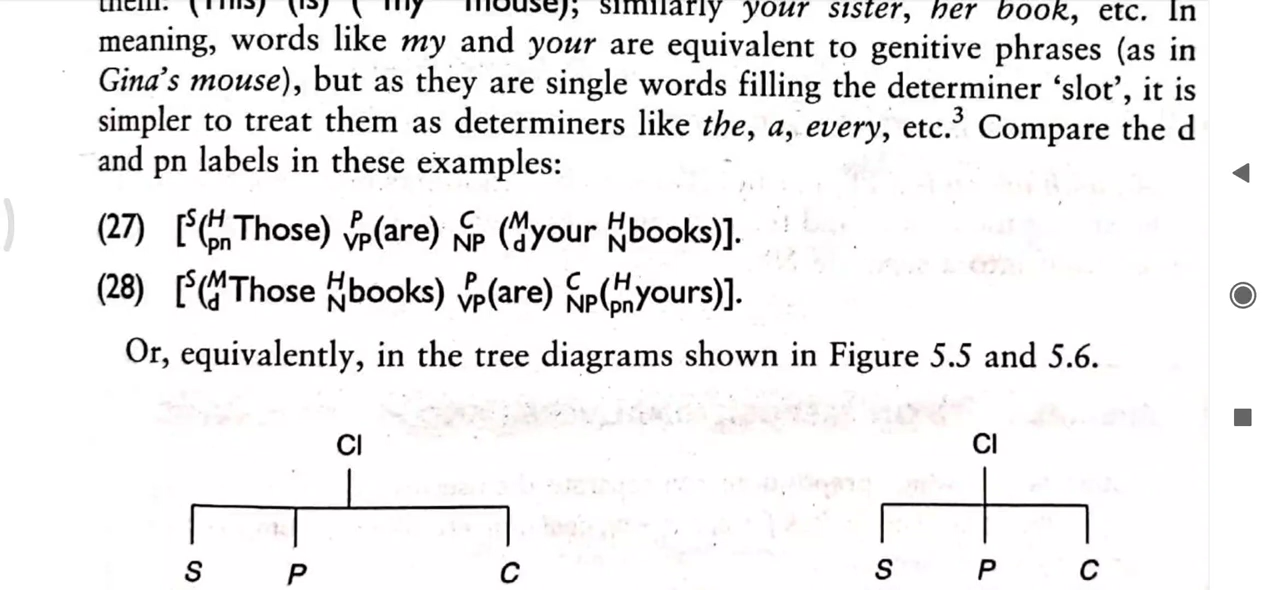 them: (This) (is) ( my mouse); similarly your sister, her book, etc. In
meaning, words like my and your are equivalent to genitive phrases (as in
Gina’s mouse), but as they are single words filling the determiner ‘slot’, it is
simpler to treat them as determiners like the, a, every, etc.³ Compare the d
and pn labels in these examples:
(27) [S(H pn Those) P VP(are) C NP (M d your H N books)].
(28) [S(M d Those H N books) P VP(are) C NP(H pn yours)].
Or, equivalently, in the tree diagrams shown in Figure 5.5 and 5.6.
Cl Cl
S P C S P C